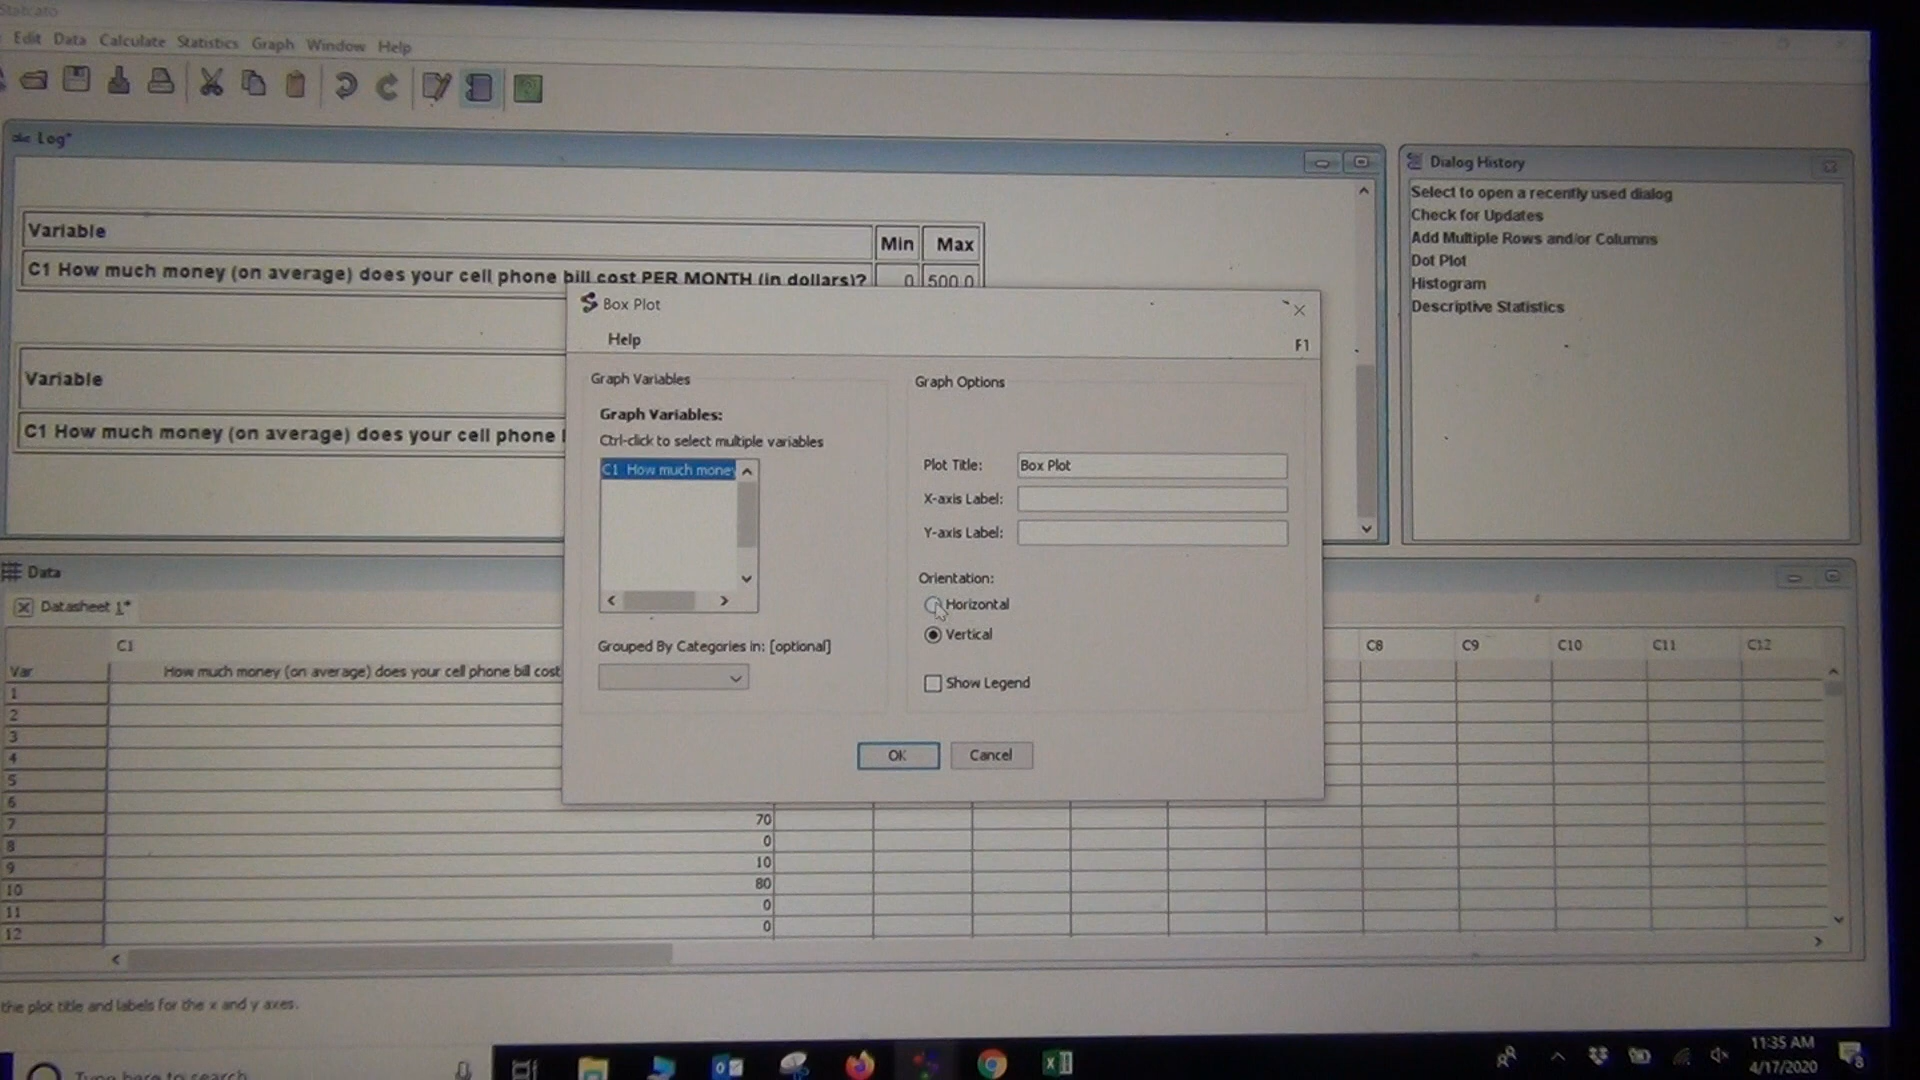 Statcato
Edit Data Calculate Statistics Graph Window Help
Log*
Variable Min Max
C1 How much money (on average) does your cell phone bill cost PER MONTH (in dollars)? 0 500.0
Variable
C1 How much money (on average) does your cell phone
Dialog History
Select to open a recently used dialog
Check for Updates
Add Multiple Rows and/or Columns
Dot Plot
Histogram
Descriptive Statistics
Box Plot
Help F1
Graph Variables
Graph Variables:
Ctrl-click to select multiple variables
C1 How much money
Grouped By Categories in: [optional]
Graph Options
Plot Title: Box Plot
X-axis Label:
Y-axis Label:
Orientation:
Horizontal
Vertical
Show Legend
OK Cancel
Data
Datasheet 1*
C1 C8 C9 C10 C11 C12
Var How much money (on average) does your cell phone bill cost
1
2
3
4
5
6
7 70
8 0
9 10
10 80
11 0
12 0
the plot title and labels for the x and y axes.
Type here to search
11:35 AM
4/17/2020
8